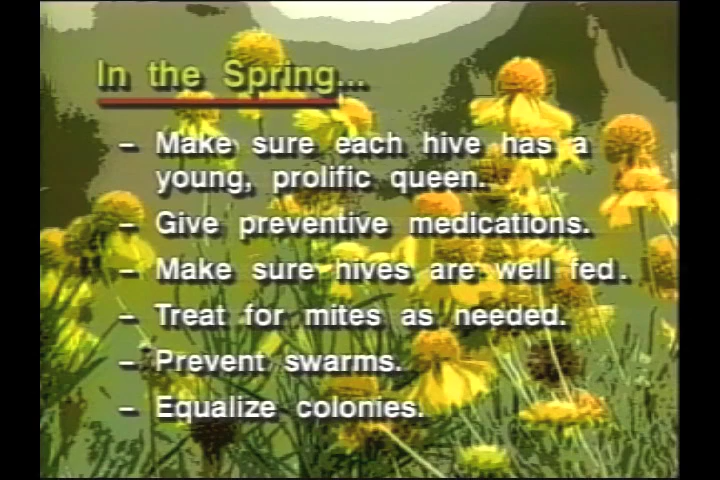 In the Spring...
– Make sure each hive has a
young, prolific queen.
– Give preventive medications.
– Make sure hives are well fed.
– Treat for mites as needed.
– Prevent swarms.
– Equalize colonies.